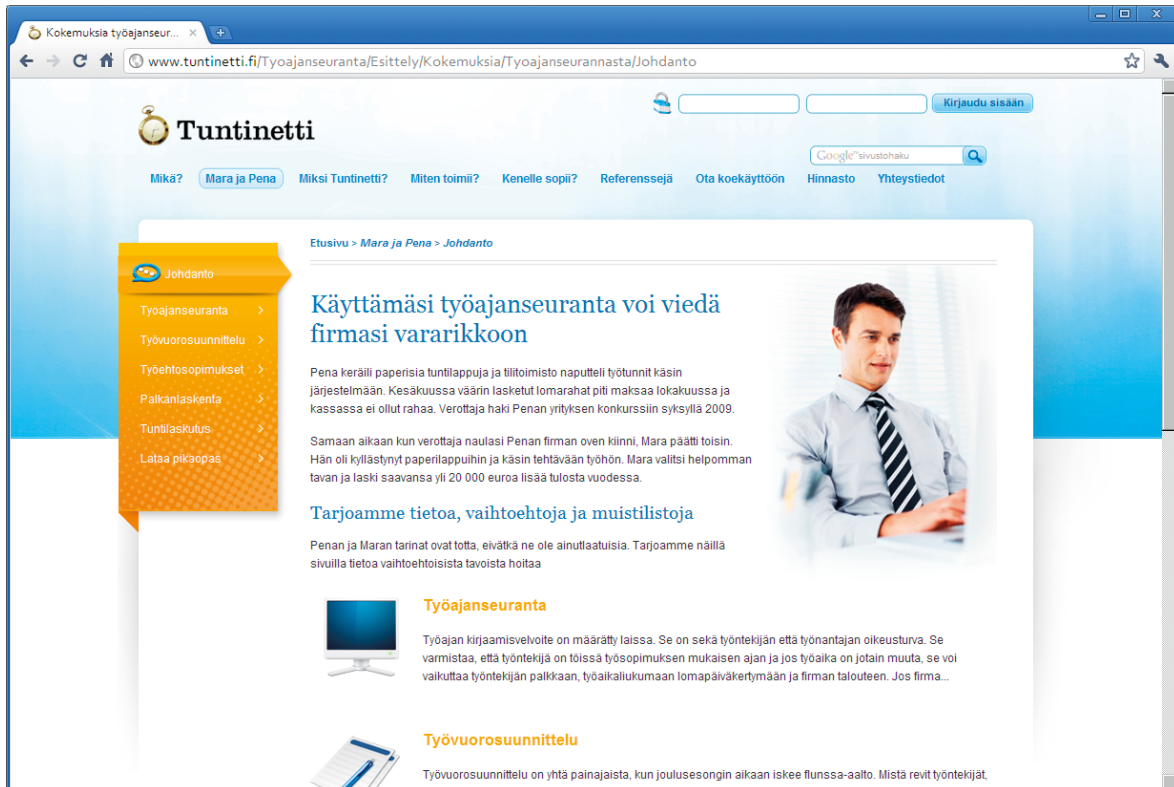 Kokemuksia työajanseur...
www.tuntinetti.fi/Tyoajanseuranta/Esittely/Kokemuksia/Tyoajanseurannasta/Johdanto
Kirjaudu sisään
Tuntinetti
Google™ sivustohaku
Mikä? Mara ja Pena Miksi Tuntinetti? Miten toimii? Kenelle sopii? Referenssejä Ota koekäyttöön Hinnasto Yhteystiedot
Etusivu > Mara ja Pena > Johdanto
Johdanto
Tyoajanseuranta
Työvuorosuunnittelu
Työehtosopimukset
Palkanlaskenta
Tuntilaskutus
Lataa pikaopas
Käyttämäsi työajanseuranta voi viedä
firmasi vararikkoon
Pena keräili paperisia tuntilappuja ja tilitoimisto naputteli työtunnit käsin
järjestelmään. Kesäkuussa väärin lasketut lomarahat piti maksaa lokakuussa ja
kassassa ei ollut rahaa. Verottaja haki Penan yrityksen konkurssiin syksyllä 2009.
Samaan aikaan kun verottaja naulasi Penan firman oven kiinni, Mara päätti toisin.
Hän oli kyllästynyt paperilappuihin ja käsin tehtävään työhön. Mara valitsi helpomman
tavan ja laski saavansa yli 20 000 euroa lisää tulosta vuodessa.
Tarjoamme tietoa, vaihtoehtoja ja muistilistoja
Penan ja Maran tarinat ovat totta, eivätkä ne ole ainutlaatuisia. Tarjoamme näillä
sivuilla tietoa vaihtoehtoisista tavoista hoitaa
Työajanseuranta
Työajan kirjaamisvelvoite on määrätty laissa. Se on sekä työntekijän että työnantajan oikeusturva. Se
varmistaa, että työntekijä on töissä työsopimuksen mukaisen ajan ja jos työaika on jotain muuta, se voi
vaikuttaa työntekijän palkkaan, työaikaliukumaan lomapäiväkertymään ja firman talouteen. Jos firma...
Työvuorosuunnittelu
Työvuorosuunnittelu on yhtä painajaista, kun joulusesongin aikaan iskee flunssa-aalto. Mistä revit työntekijät,